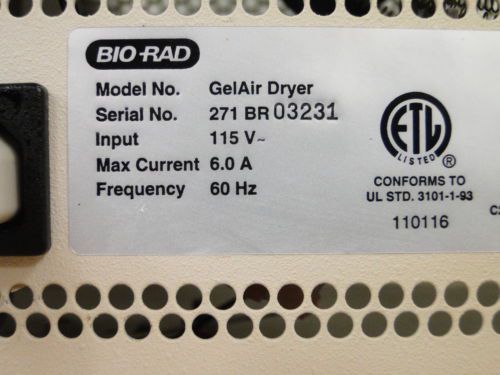 BIO-RAD
Model No. GelAir Dryer
Serial No. 271 BR 03231
Input 115 V~
Max Current 6.0 A
Frequency 60 Hz
ETL
LISTED ®
CONFORMS TO
UL STD. 3101-1-93
110116